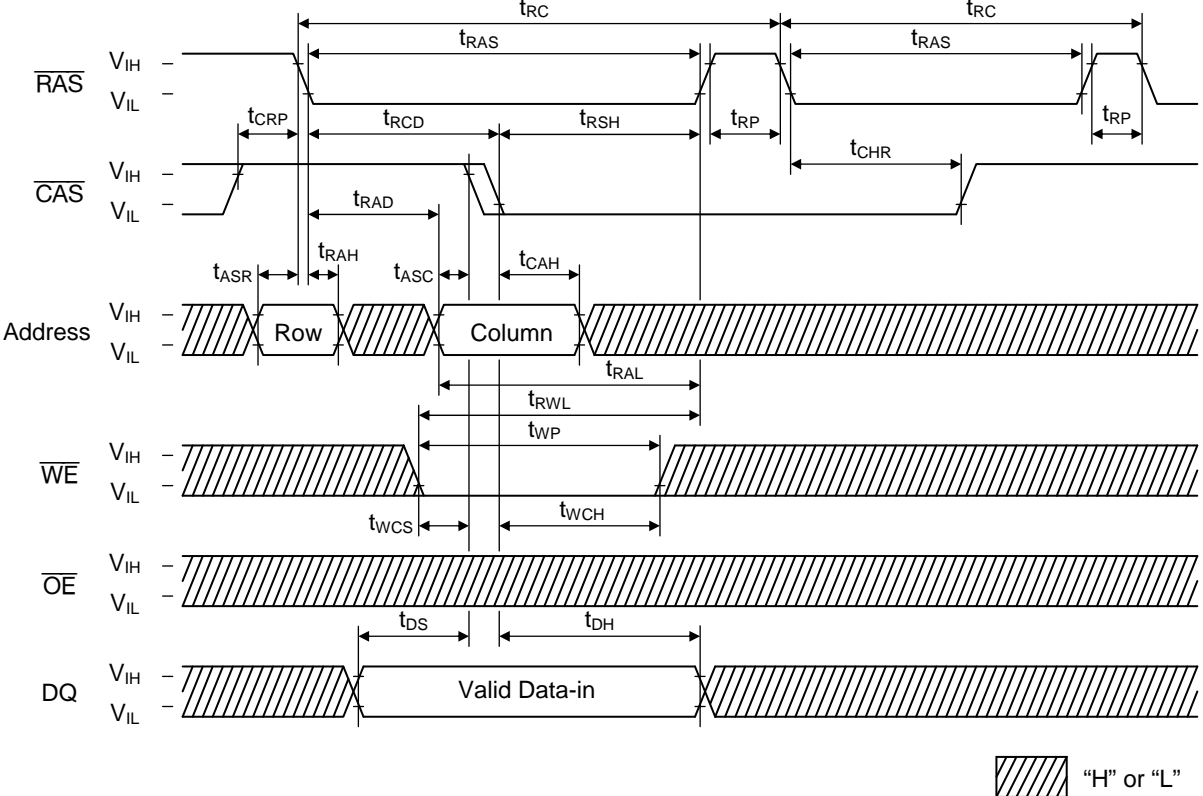 tRC tRC
tRAS tRAS
RAS VIH
VIL
tCRP tRCD tRSH tRP tRP
tCHR
CAS VIH
VIL
tRAD
tRAH
tASR tASC tCAH
Address VIH
VIL
Row Column
tRAL
tRWL
tWP
WE VIH
VIL
tWCS tWCH
OE VIH
VIL
tDS tDH
DQ VIH
VIL
Valid Data-in
“H” or “L”